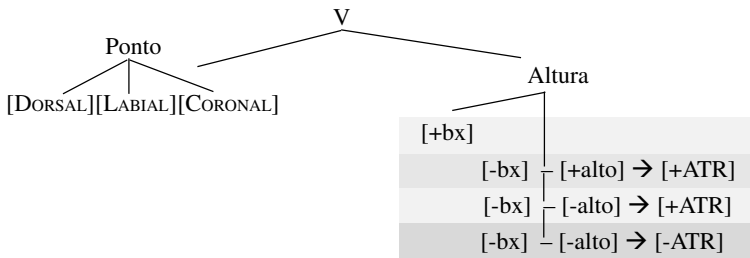 V
Ponto
Altura
[DORSAL][LABIAL][CORONAL]
[+bx]
[-bx] – [+alto] → [+ATR]
[-bx] – [-alto] → [+ATR]
[-bx] – [-alto] → [-ATR]